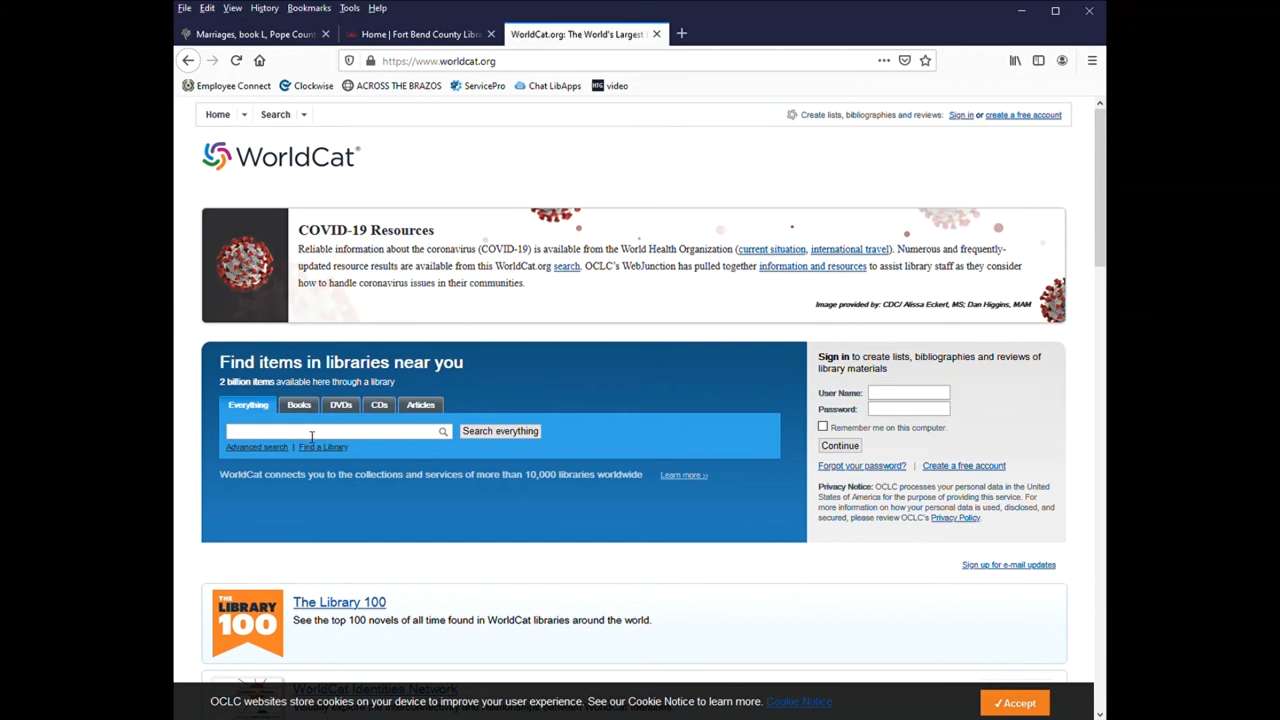 File Edit View History Bookmarks Tools Help
Marriages, book L, Pope Count
Home | Fort Bend County Libra
WorldCat.org: The World's Largest
https://www.worldcat.org
Employee Connect Clockwise ACROSS THE BRAZOS ServicePro Chat LibApps HTG video
Home Search Create lists, bibliographies and reviews: Sign in or create a free account
WorldCat®
COVID-19 Resources
Reliable information about the coronavirus (COVID-19) is available from the World Health Organization (current situation, international travel). Numerous and frequently-
updated resource results are available from this WorldCat.org search. OCLC's WebJunction has pulled together information and resources to assist library staff as they consider
how to handle coronavirus issues in their communities.
Image provided by: CDC/ Alissa Eckert, MS; Dan Higgins, MAM
Find items in libraries near you
2 billion items available here through a library
Everything Books DVDs CDs Articles
Search everything
Advanced search | Find a Library
WorldCat connects you to the collections and services of more than 10,000 libraries worldwide Learn more >>
Sign in to create lists, bibliographies and reviews of
library materials
User Name:
Password:
Remember me on this computer.
Continue
Forgot your password? | Create a free account
Privacy Notice: OCLC processes your personal data in the United
States of America for the purpose of providing this service. For
more information on how your personal data is used, disclosed, and
secured, please review OCLC's Privacy Policy.
Sign up for e-mail updates
THE LIBRARY 100
The Library 100
See the top 100 novels of all time found in WorldCat libraries around the world.
WorldCat Identities Network
OCLC websites store cookies on your device to improve your user experience. See our Cookie Notice to learn more. Cookie Notice
✓Accept